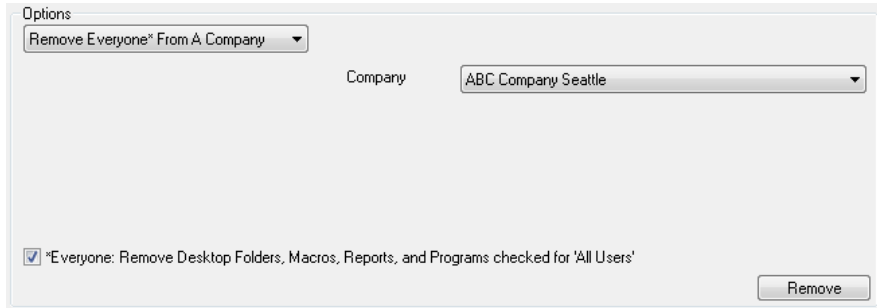 Options
Remove Everyone* From A Company
Company ABC Company Seattle
*Everyone: Remove Desktop Folders, Macros, Reports, and Programs checked for 'All Users'
Remove